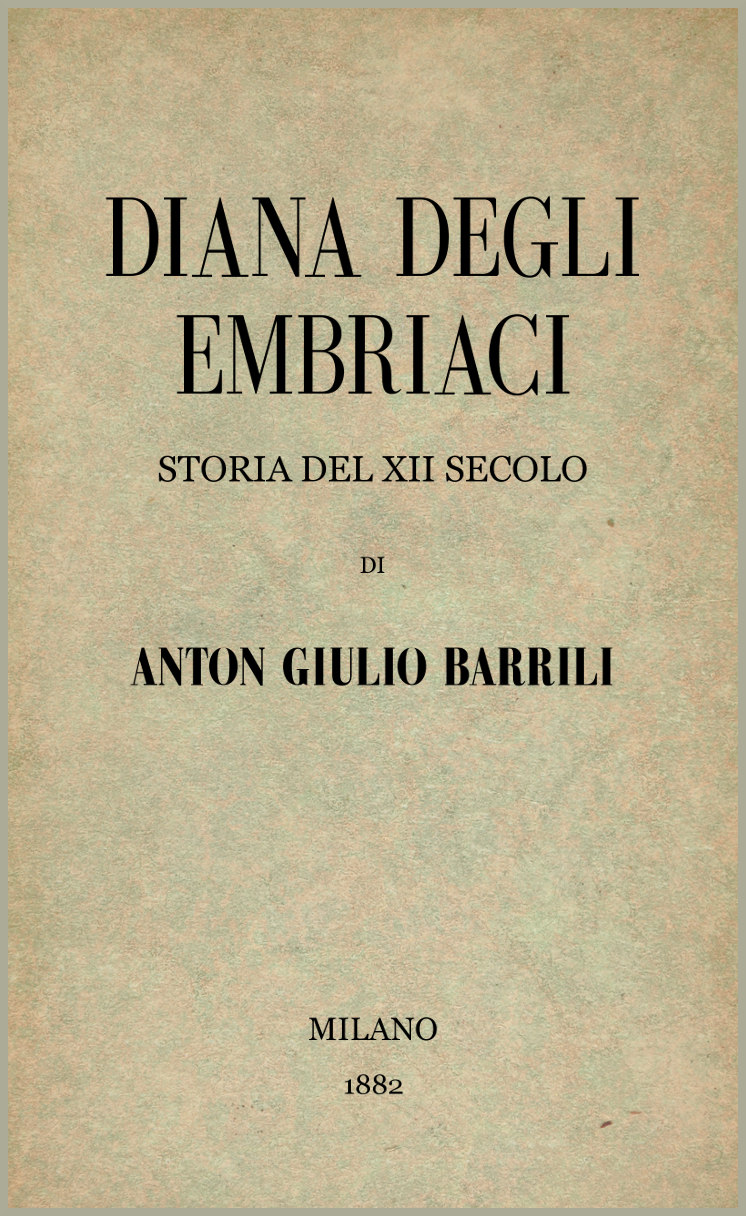 DIANA DEGLI
EMBRIACI
STORIA DEL XII SECOLO
DI
ANTON GIULIO BARRILI
MILANO
1882